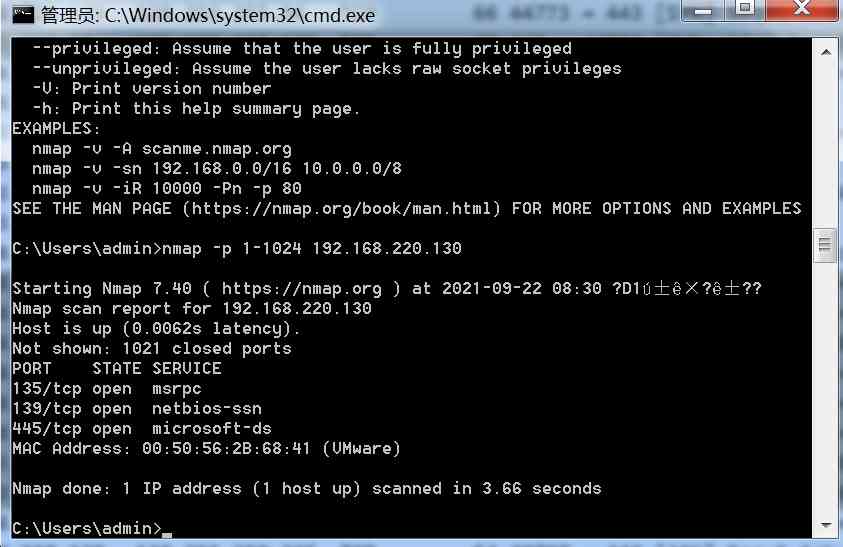 管理员: C:\Windows\system32\cmd.exe
--privileged: Assume that the user is fully privileged
--unprivileged: Assume the user lacks raw socket privileges
-V: Print version number
-h: Print this help summary page.
EXAMPLES:
nmap -v -A scanme.nmap.org
nmap -v -sn 192.168.0.0/16 10.0.0.0/8
nmap -v -iR 10000 -Pn -p 80
SEE THE MAN PAGE (https://nmap.org/book/man.html) FOR MORE OPTIONS AND EXAMPLES
C:\Users\admin>nmap -p 1-1024 192.168.220.130
Starting Nmap 7.40 ( https://nmap.org ) at 2021-09-22 08:30 ?D1ú±ê×?ê±??
Nmap scan report for 192.168.220.130
Host is up (0.0062s latency).
Not shown: 1021 closed ports
PORT    STATE SERVICE
135/tcp open  msrpc
139/tcp open  netbios-ssn
445/tcp open  microsoft-ds
MAC Address: 00:50:56:2B:68:41 (VMware)
Nmap done: 1 IP address (1 host up) scanned in 3.66 seconds
C:\Users\admin>_